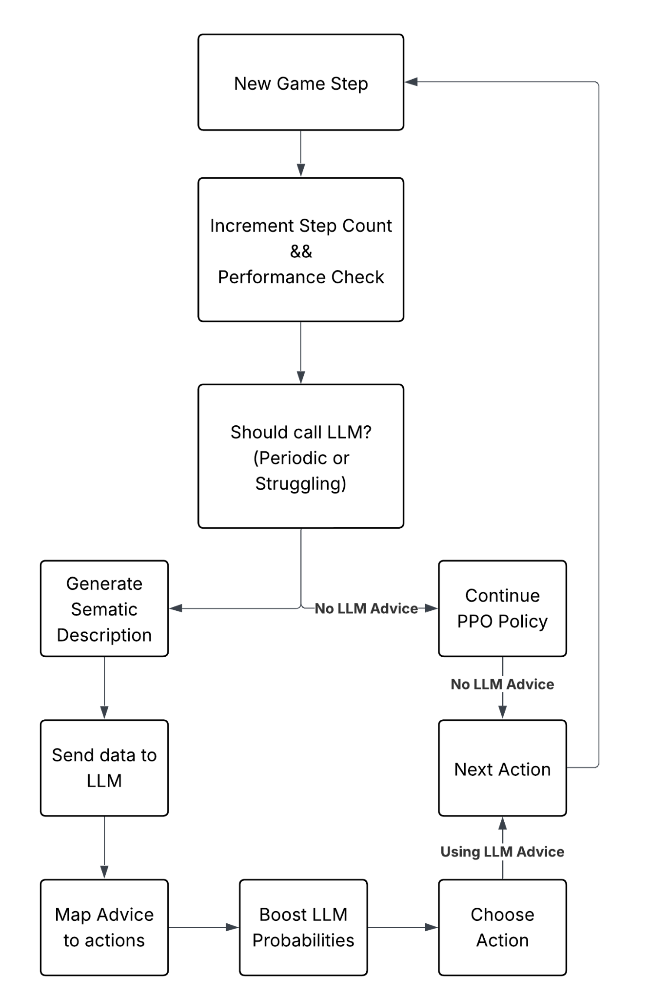 New Game Step
Increment Step Count
&&
Performance Check
Should call LLM?
(Periodic or
Struggling)
Generate
Sematic
Description
No LLM Advice
Continue
PPO Policy
No LLM Advice
Send data to
LLM
Next Action
Using LLM Advice
Map Advice
to actions
Boost LLM
Probabilities
Choose
Action